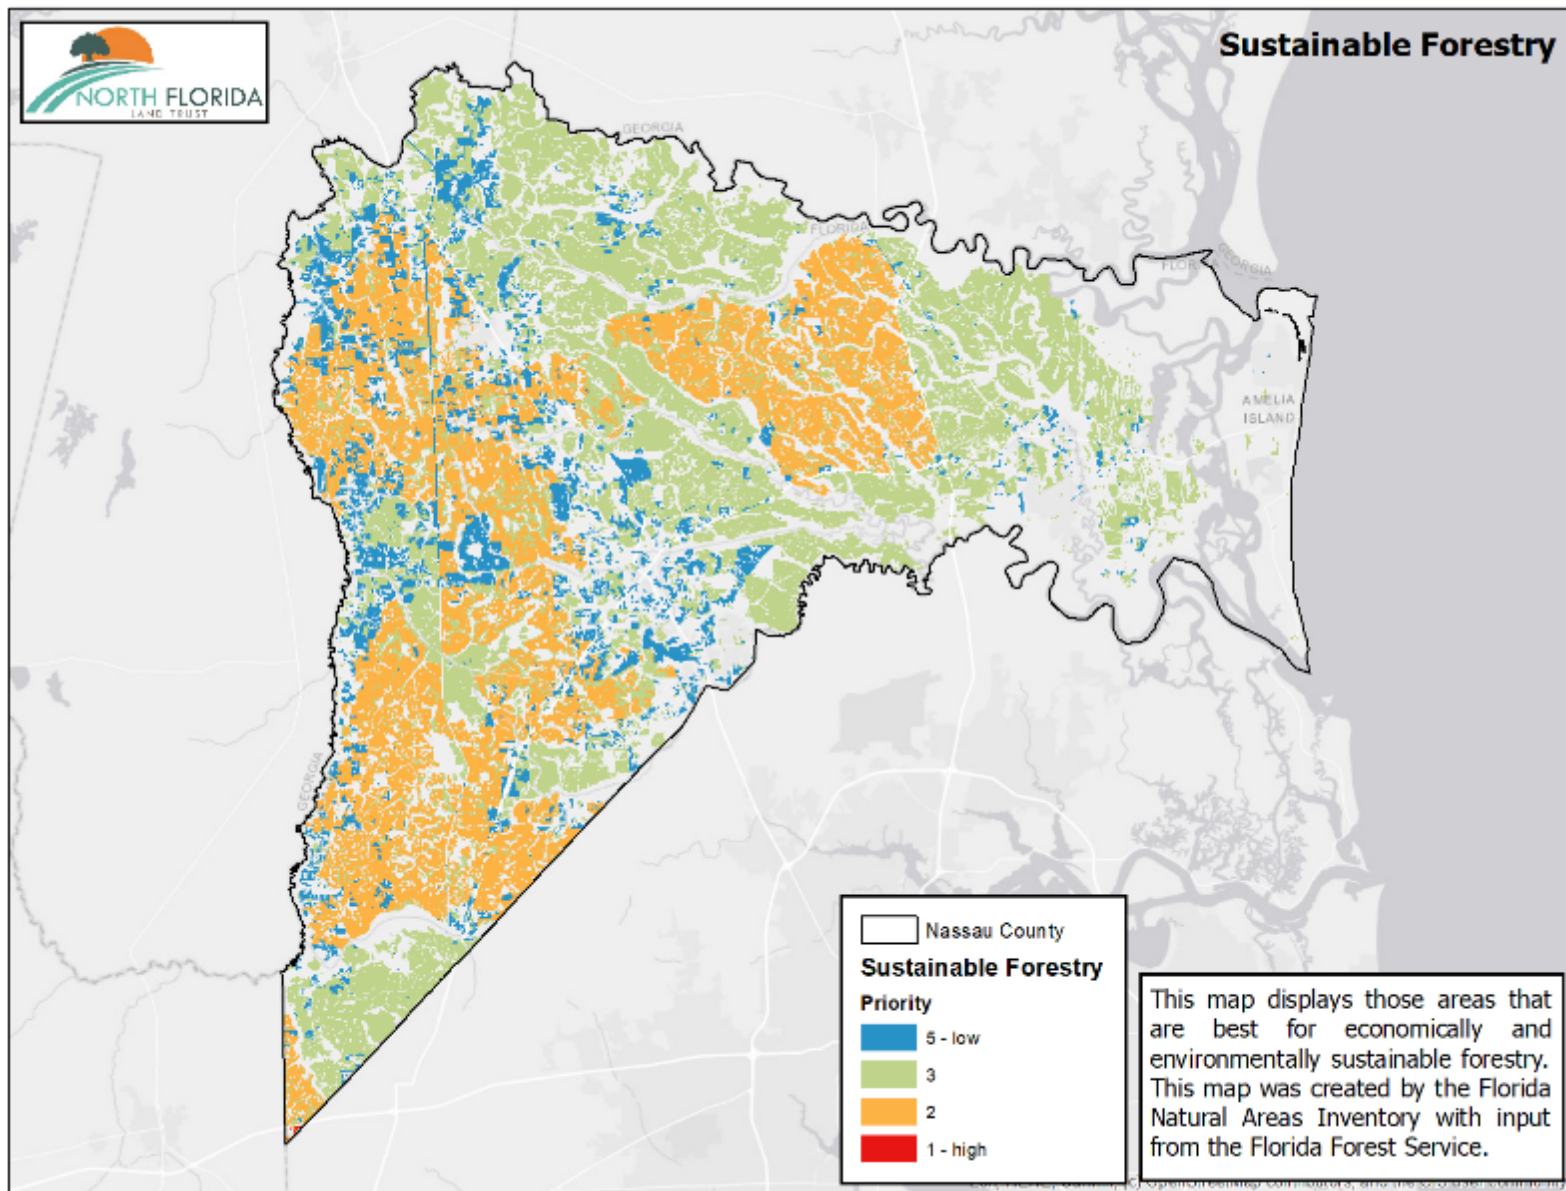 Sustainable Forestry
NORTH FLORIDA
LAND TRUST
GEORGIA
FLORIDA
GEORGIA
AMELIA
ISLAND
GEORGIA
Nassau County
Sustainable Forestry
Priority
5 - low
3
2
1 - high
This map displays those areas that
are best for economically and
environmentally sustainable forestry.
This map was created by the Florida
Natural Areas Inventory with input
from the Florida Forest Service.